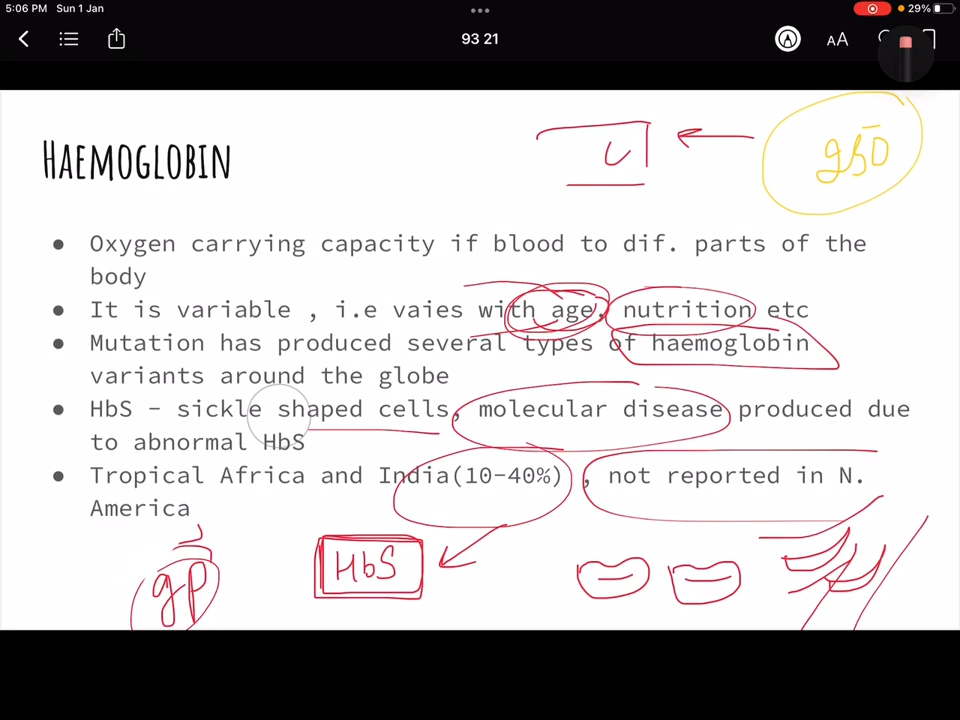 5:06 PM Sun 1 Jan
29%
93 21
AA
HAEMOGLOBIN
● Oxygen carrying capacity if blood to dif. parts of the
body
● It is variable , i.e vaies with age, nutrition etc
● Mutation has produced several types of haemoglobin
variants around the globe
● HbS - sickle shaped cells, molecular disease produced due
to abnormal HbS
● Tropical Africa and India(10-40%) , not reported in N.
America
HbS